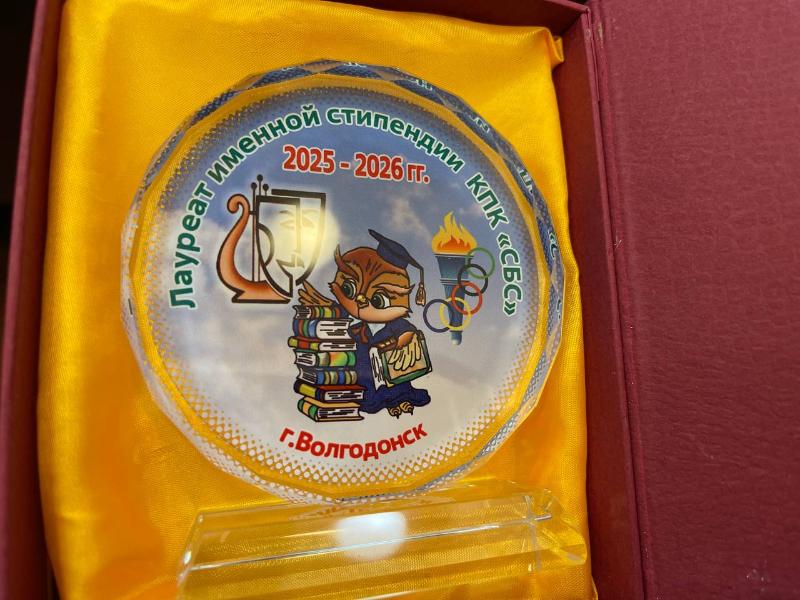 Лауреат именной стипендии КПК «СБС»
2025 - 2026 гг.
г.Волгодонск